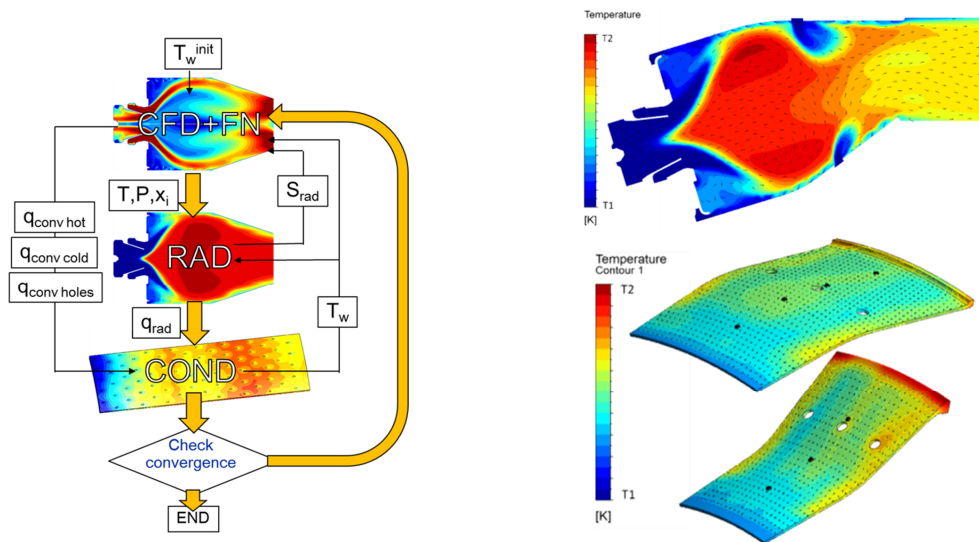 T_w^init
CFD+FN
T,P,x_i
S_rad
q_conv hot
q_conv cold
q_conv holes
RAD
q_rad
T_w
COND
Check
convergence
END
Temperature
T2
T1
[K]
Temperature
Contour 1
T2
T1
[K]